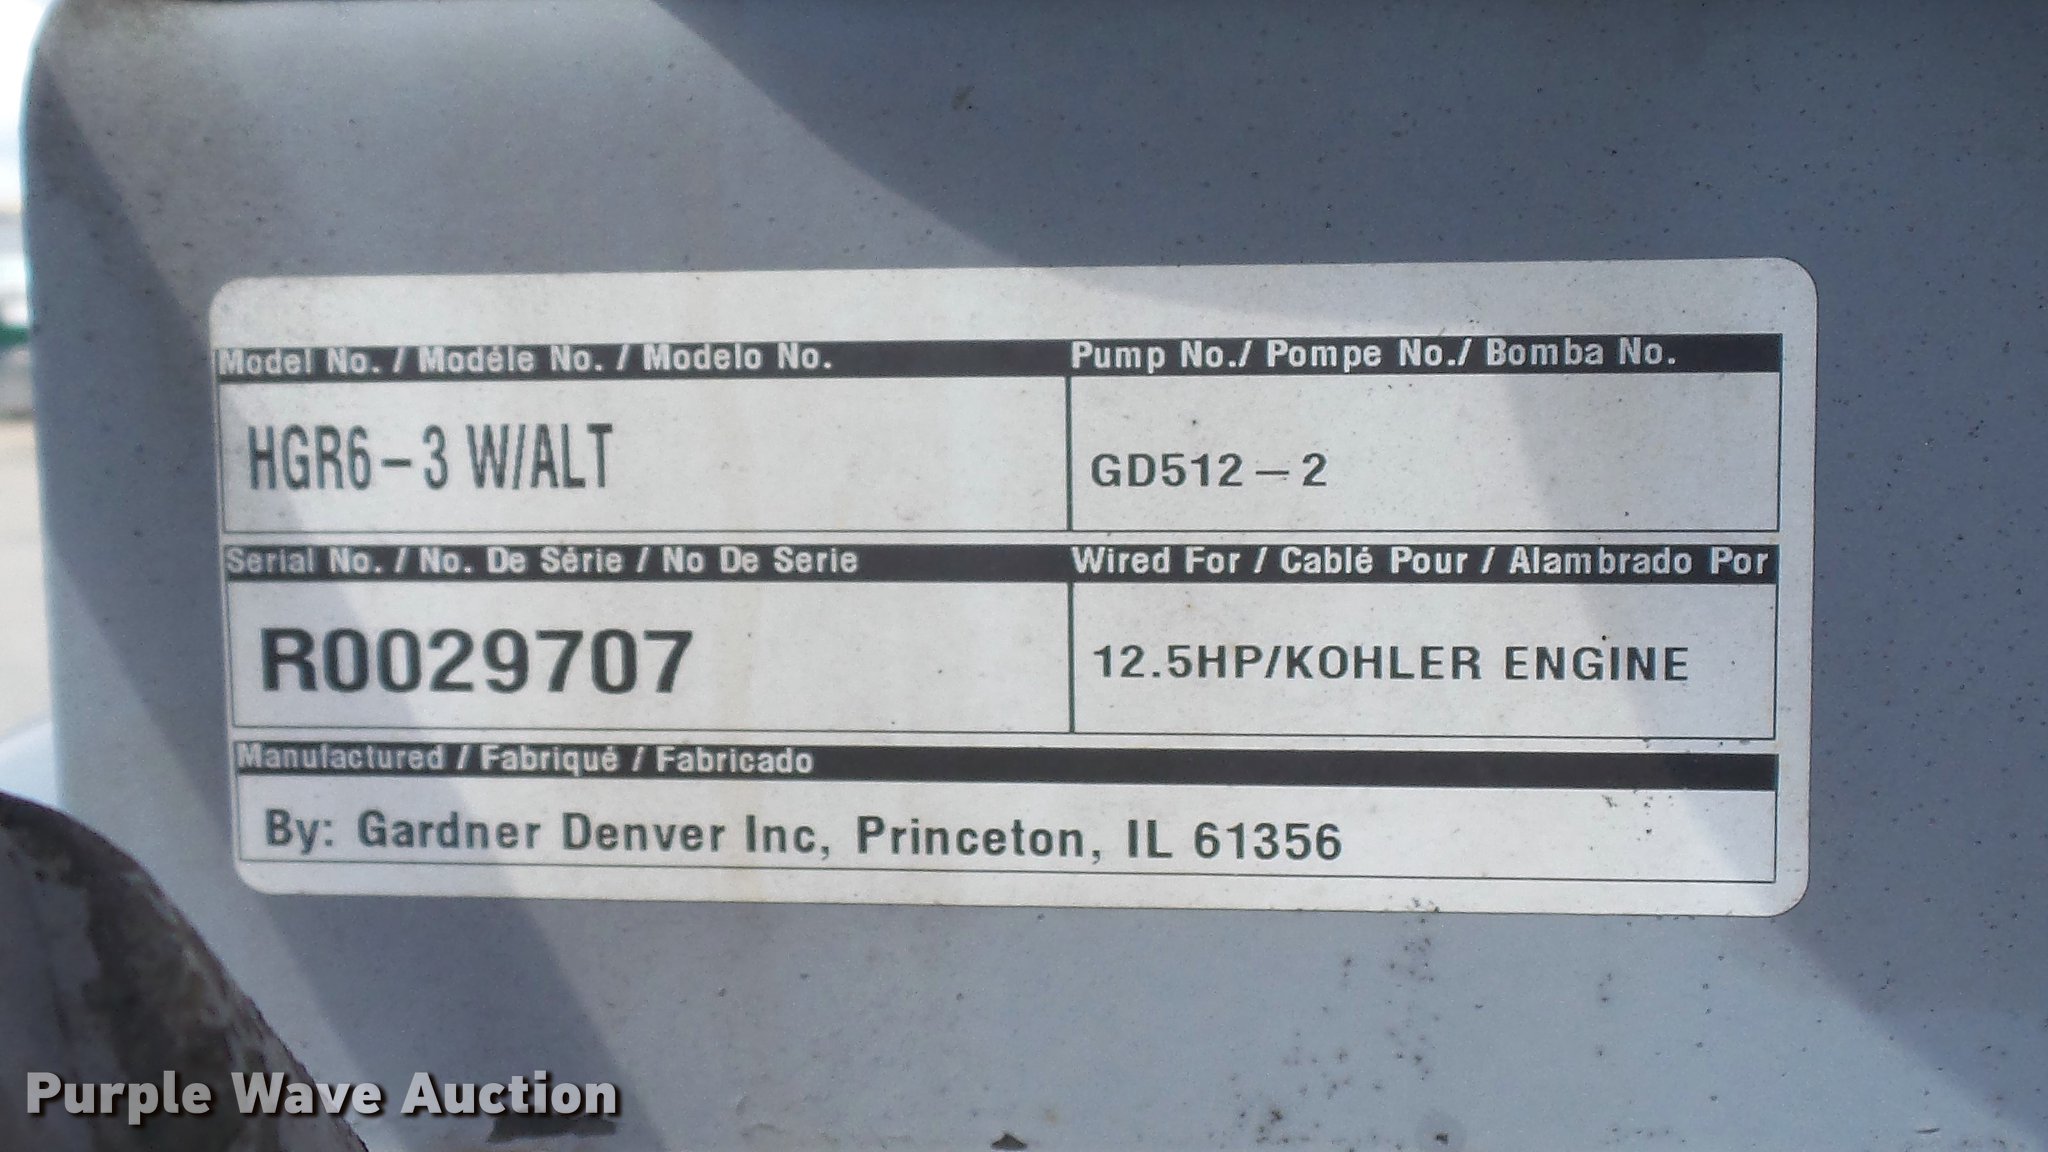 Model No. / Modéle No. / Modelo No.
Pump No./ Pompe No./ Bomba No.
HGR6-3 W/ALT
GD512-2
Serial No. / No. De Série / No De Serie
Wired For / Cablé Pour / Alambrado Por
R0029707
12.5HP/KOHLER ENGINE
Manufactured / Fabriqué / Fabricado
By: Gardner Denver Inc, Princeton, IL 61356
Purple Wave Auction